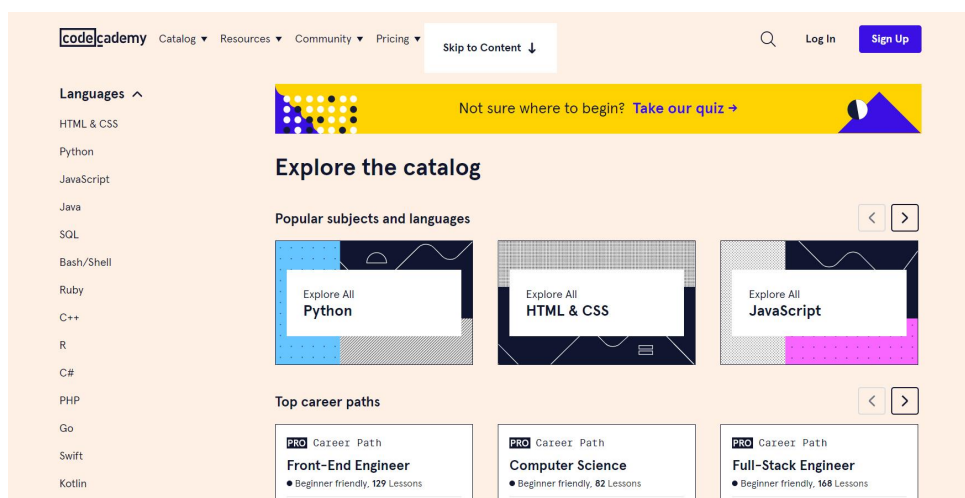 codecademy Catalog Resources Community Pricing Skip to Content ↓ Log In Sign Up
Languages
HTML & CSS
Python
JavaScript
Java
SQL
Bash/Shell
Ruby
C++
R
C#
PHP
Go
Swift
Kotlin
Not sure where to begin? Take our quiz →
Explore the catalog
Popular subjects and languages
Explore All
Python
Explore All
HTML & CSS
Explore All
JavaScript
Top career paths
PRO Career Path
Front-End Engineer
Beginner friendly, 129 Lessons
PRO Career Path
Computer Science
Beginner friendly, 82 Lessons
PRO Career Path
Full-Stack Engineer
Beginner friendly, 168 Lessons